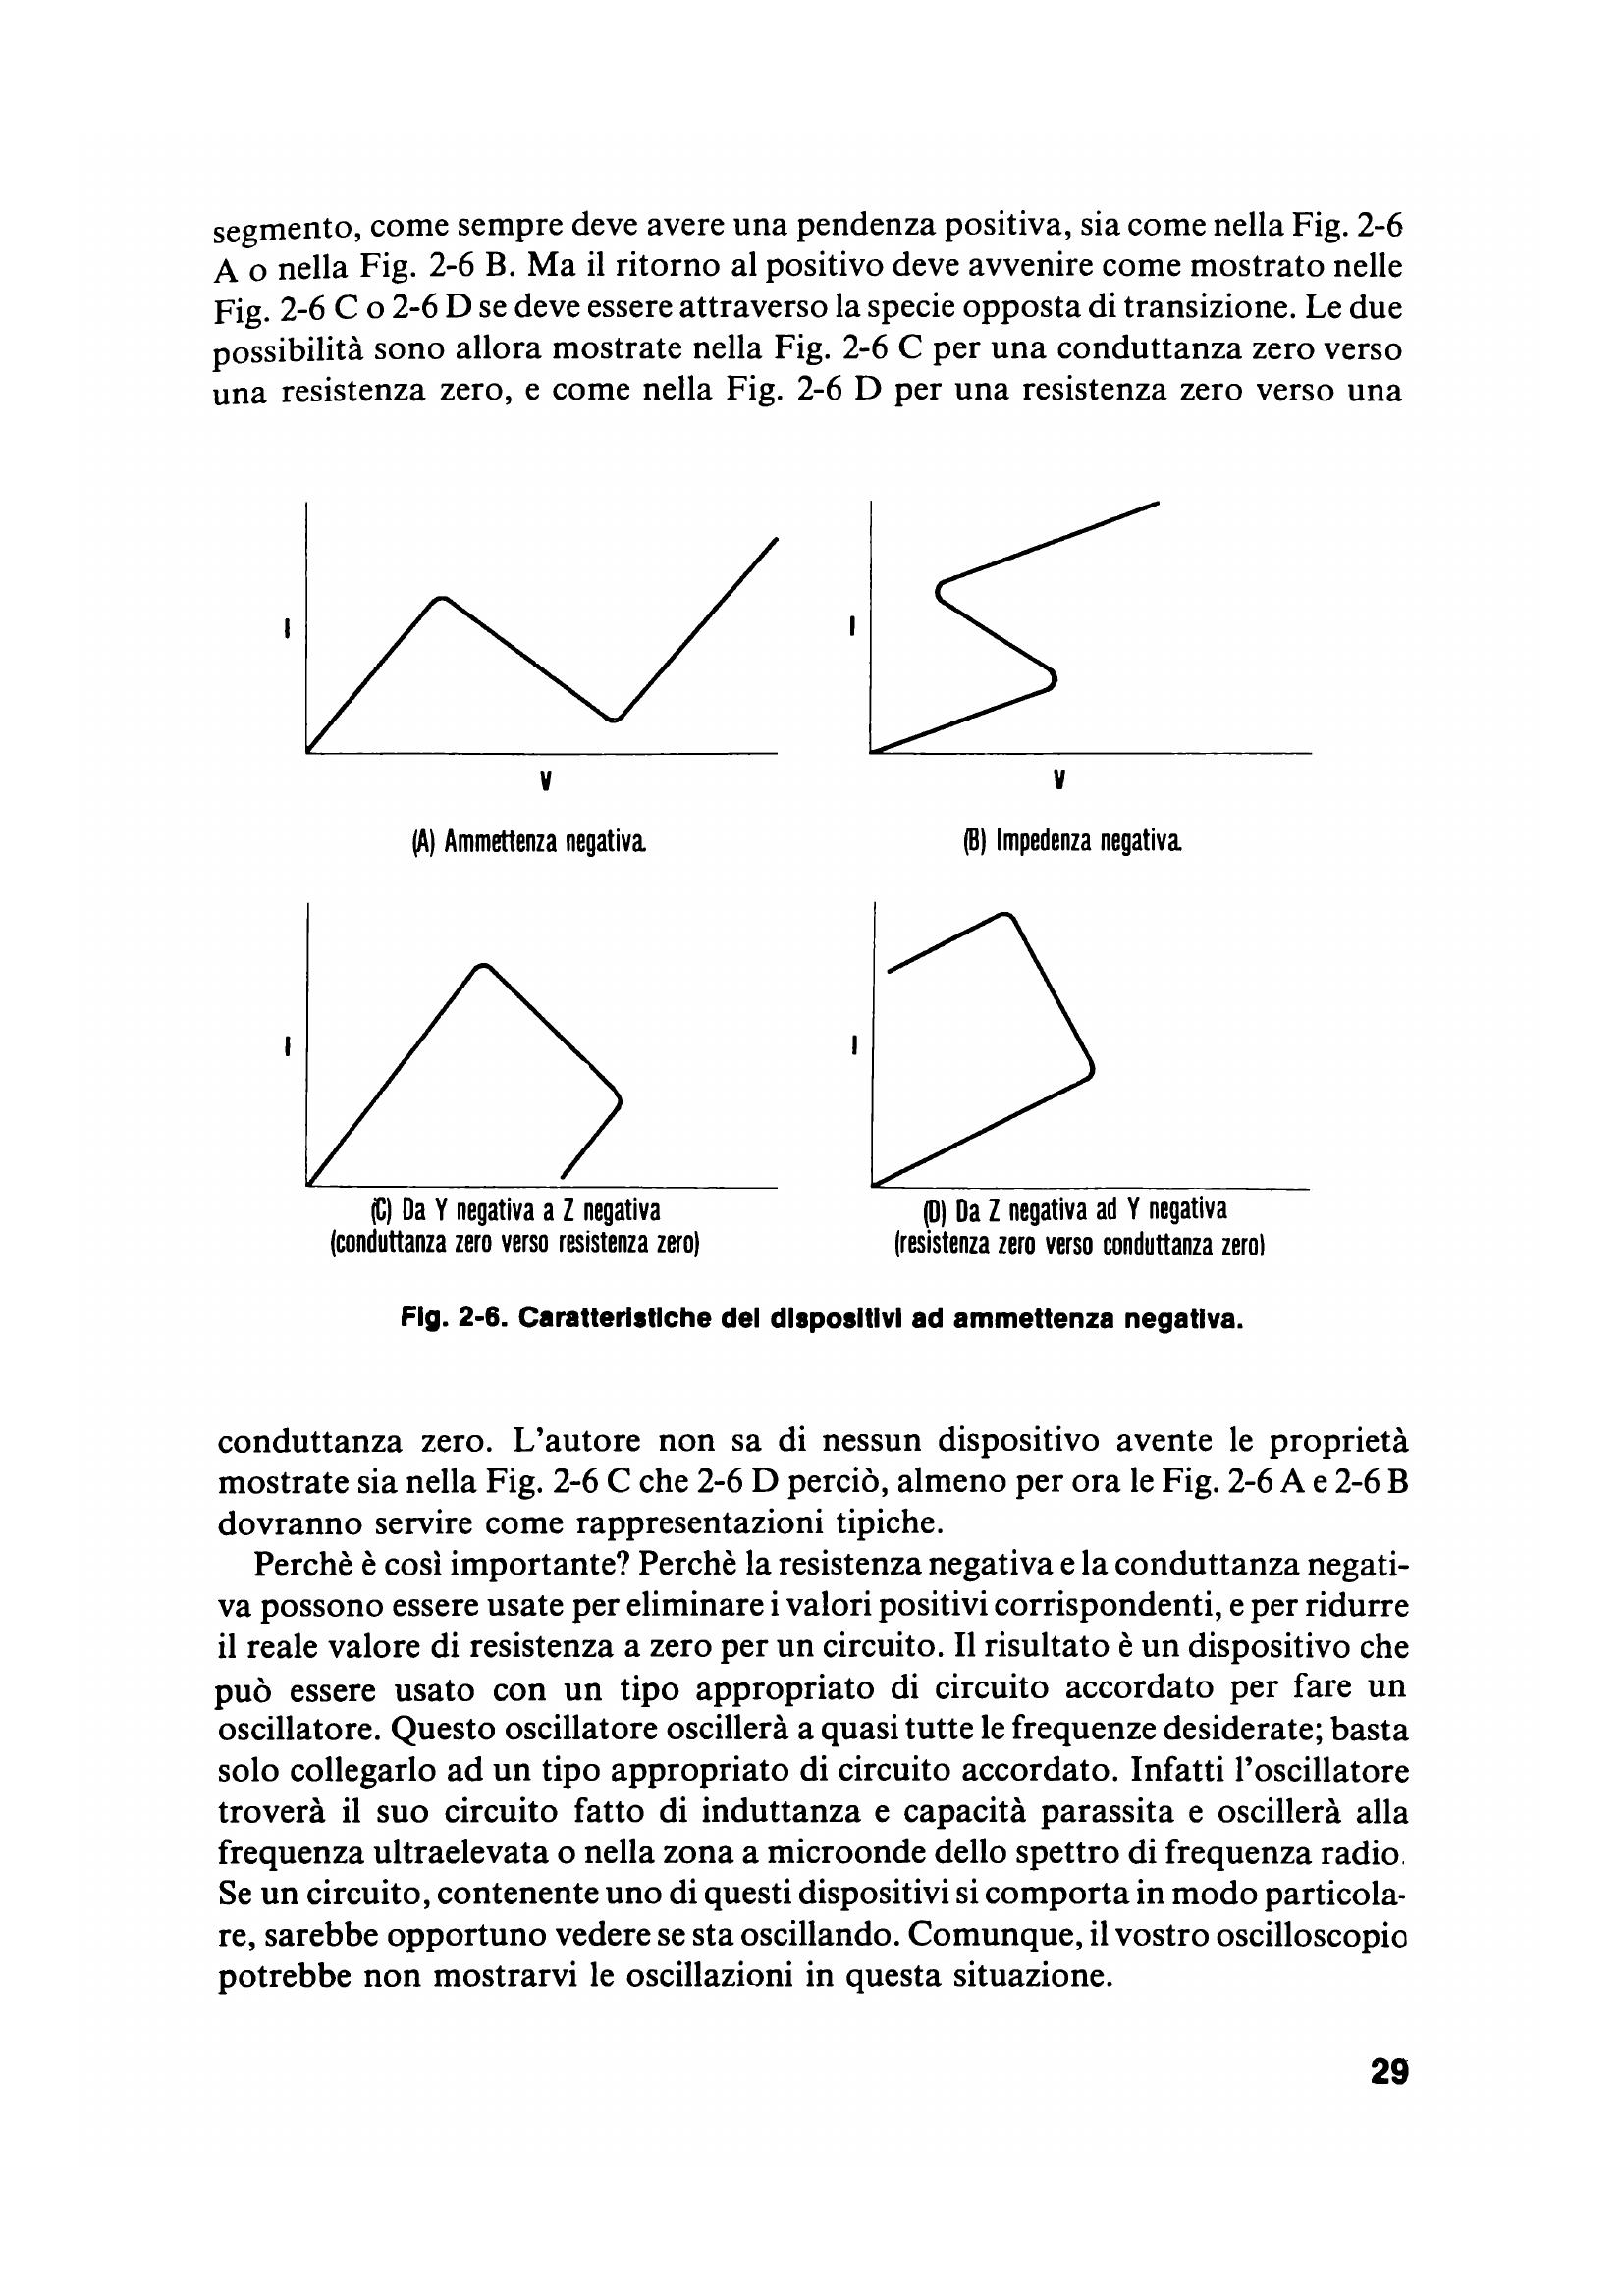 segmento, come sempre deve avere una pendenza positiva, sia come nella Fig. 2-6
A o nella Fig. 2-6 B. Ma il ritorno al positivo deve avvenire come mostrato nelle
Fig. 2-6 C o 2-6 D se deve essere attraverso la specie opposta di transizione. Le due
possibilità sono allora mostrate nella Fig. 2-6 C per una conduttanza zero verso
una resistenza zero, e come nella Fig. 2-6 D per una resistenza zero verso una
I
V
(A) Ammettenza negativa.
I
V
(B) Impedenza negativa.
I
(C) Da Y negativa a Z negativa
(conduttanza zero verso resistenza zero)
I
(D) Da Z negativa ad Y negativa
(resistenza zero verso conduttanza zero)
Fig. 2-6. Caratteristiche dei dispositivi ad ammettenza negativa.
conduttanza zero. L'autore non sa di nessun dispositivo avente le proprietà
mostrate sia nella Fig. 2-6 C che 2-6 D perciò, almeno per ora le Fig. 2-6 A e 2-6 B
dovranno servire come rappresentazioni tipiche.
Perchè è così importante? Perchè la resistenza negativa e la conduttanza negati-
va possono essere usate per eliminare i valori positivi corrispondenti, e per ridurre
il reale valore di resistenza a zero per un circuito. Il risultato è un dispositivo che
può essere usato con un tipo appropriato di circuito accordato per fare un
oscillatore. Questo oscillatore oscillerà a quasi tutte le frequenze desiderate; basta
solo collegarlo ad un tipo appropriato di circuito accordato. Infatti l'oscillatore
troverà il suo circuito fatto di induttanza e capacità parassita e oscillerà alla
frequenza ultraelevata o nella zona a microonde dello spettro di frequenza radio.
Se un circuito, contenente uno di questi dispositivi si comporta in modo particola-
re, sarebbe opportuno vedere se sta oscillando. Comunque, il vostro oscilloscopio
potrebbe non mostrarvi le oscillazioni in questa situazione.
29